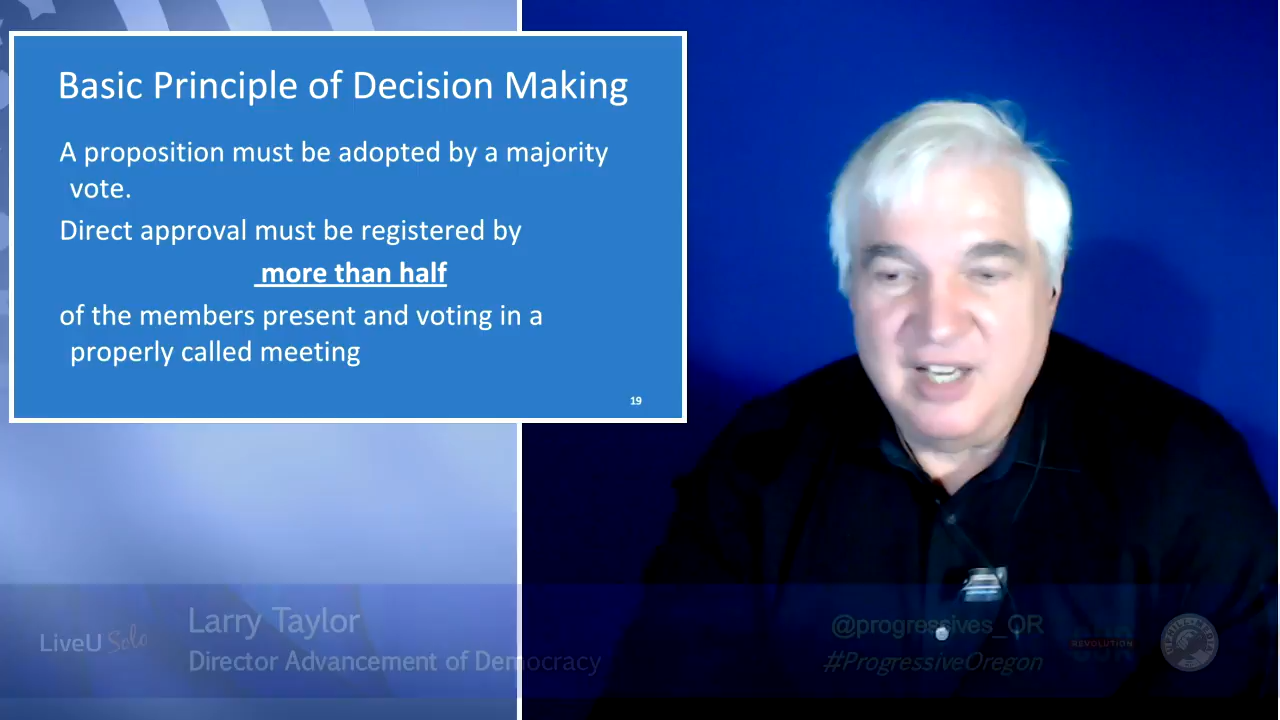 Basic Principle of Decision Making
A proposition must be adopted by a majority
vote.
Direct approval must be registered by
more than half
of the members present and voting in a
properly called meeting
19
LiveU Solo
Larry Taylor
Director Advancement of Democracy
@progressives_OR
#ProgressiveOregon
REVOLUTION